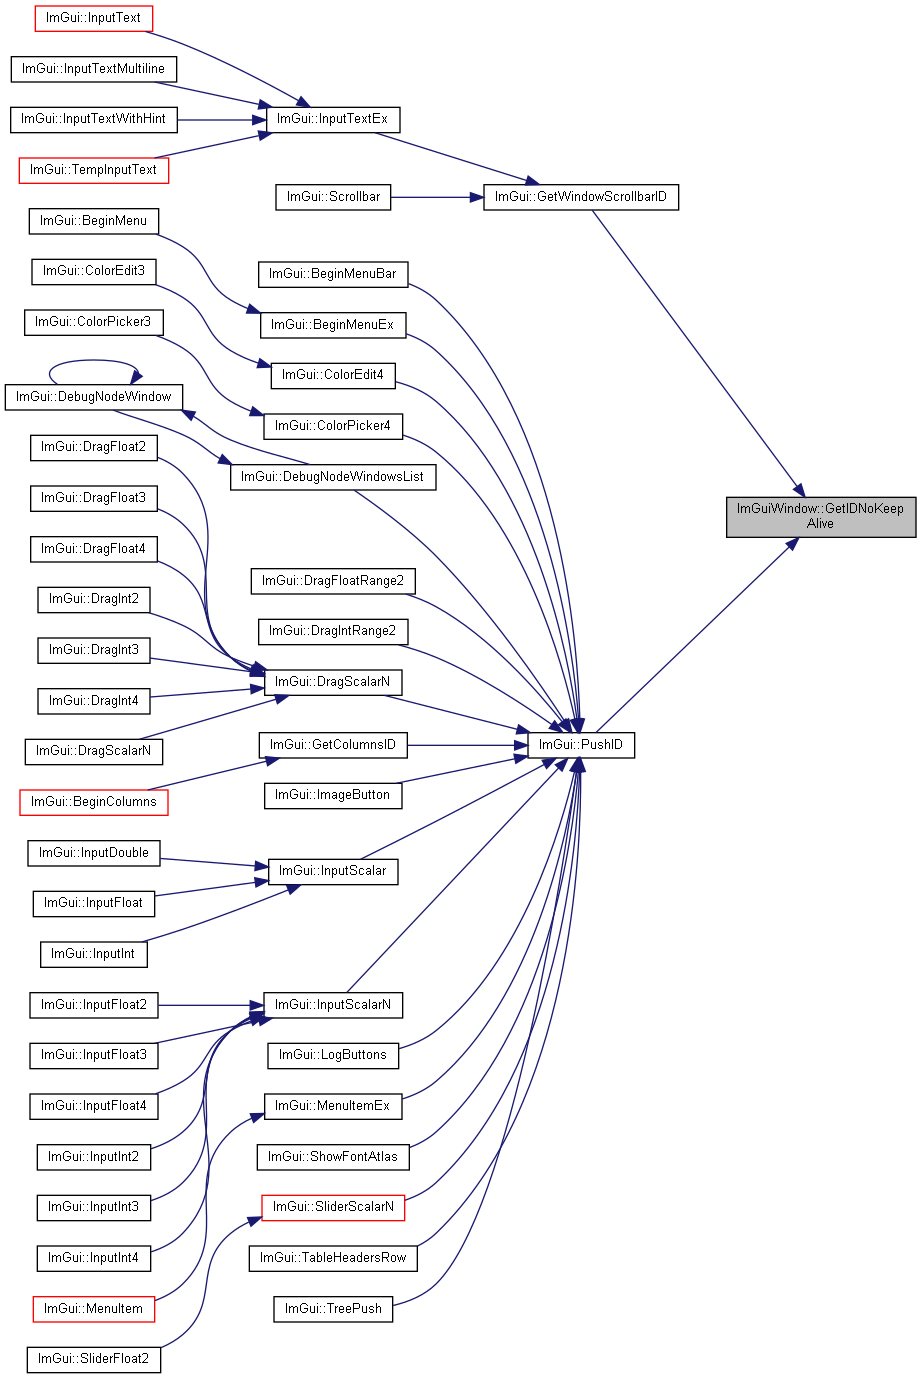 ImGui::InputText
ImGui::InputTextMultiline
ImGui::InputTextWithHint
ImGui::InputTextEx
ImGui::TempInputText
ImGui::Scrollbar
ImGui::GetWindowScrollbarID
ImGui::BeginMenu
ImGui::ColorEdit3
ImGui::BeginMenuBar
ImGui::ColorPicker3
ImGui::BeginMenuEx
ImGui::ColorEdit4
ImGui::DebugNodeWindow
ImGui::ColorPicker4
ImGui::DragFloat2
ImGui::DebugNodeWindowsList
ImGui::DragFloat3
ImGuiWindow::GetIDNoKeep
Alive
ImGui::DragFloat4
ImGui::DragFloatRange2
ImGui::DragInt2
ImGui::DragIntRange2
ImGui::DragInt3
ImGui::DragScalarN
ImGui::DragInt4
ImGui::DragScalarN
ImGui::GetColumnsID
ImGui::PushID
ImGui::BeginColumns
ImGui::ImageButton
ImGui::InputDouble
ImGui::InputScalar
ImGui::InputFloat
ImGui::InputInt
ImGui::InputFloat2
ImGui::InputScalarN
ImGui::InputFloat3
ImGui::LogButtons
ImGui::InputFloat4
ImGui::MenuItemEx
ImGui::InputInt2
ImGui::ShowFontAtlas
ImGui::InputInt3
ImGui::SliderScalarN
ImGui::InputInt4
ImGui::TableHeadersRow
ImGui::MenuItem
ImGui::TreePush
ImGui::SliderFloat2